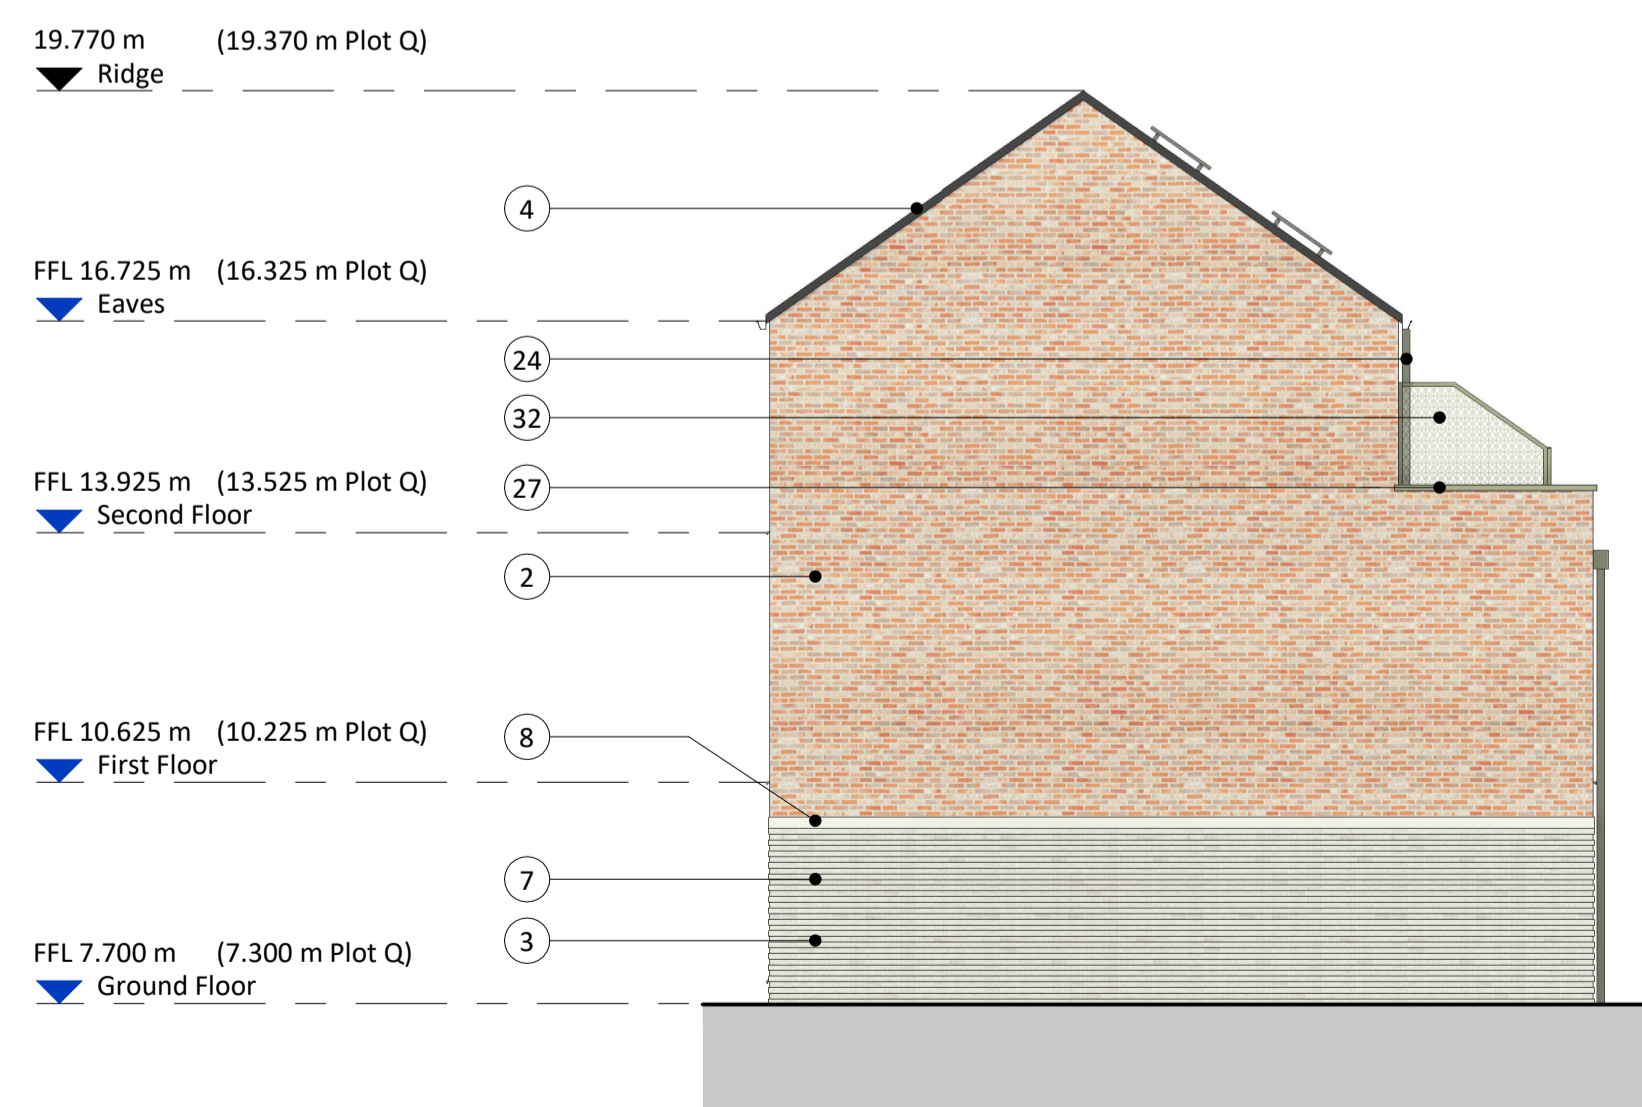 19.770 m (19.370 m Plot Q)
Ridge
4
FFL 16.725 m (16.325 m Plot Q)
Eaves
24
32
FFL 13.925 m (13.525 m Plot Q)
27
Second Floor
2
FFL 10.625 m (10.225 m Plot Q)
8
First Floor
7
3
FFL 7.700 m (7.300 m Plot Q)
Ground Floor